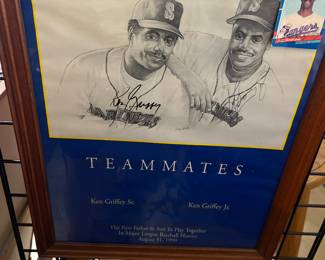 Rangers
Ken Griffey
TEAMMATES
Ken Griffey Sr.
Ken Griffey Jr.
The First Father & Son To Play Together
In Major League Baseball History
August 31, 1990